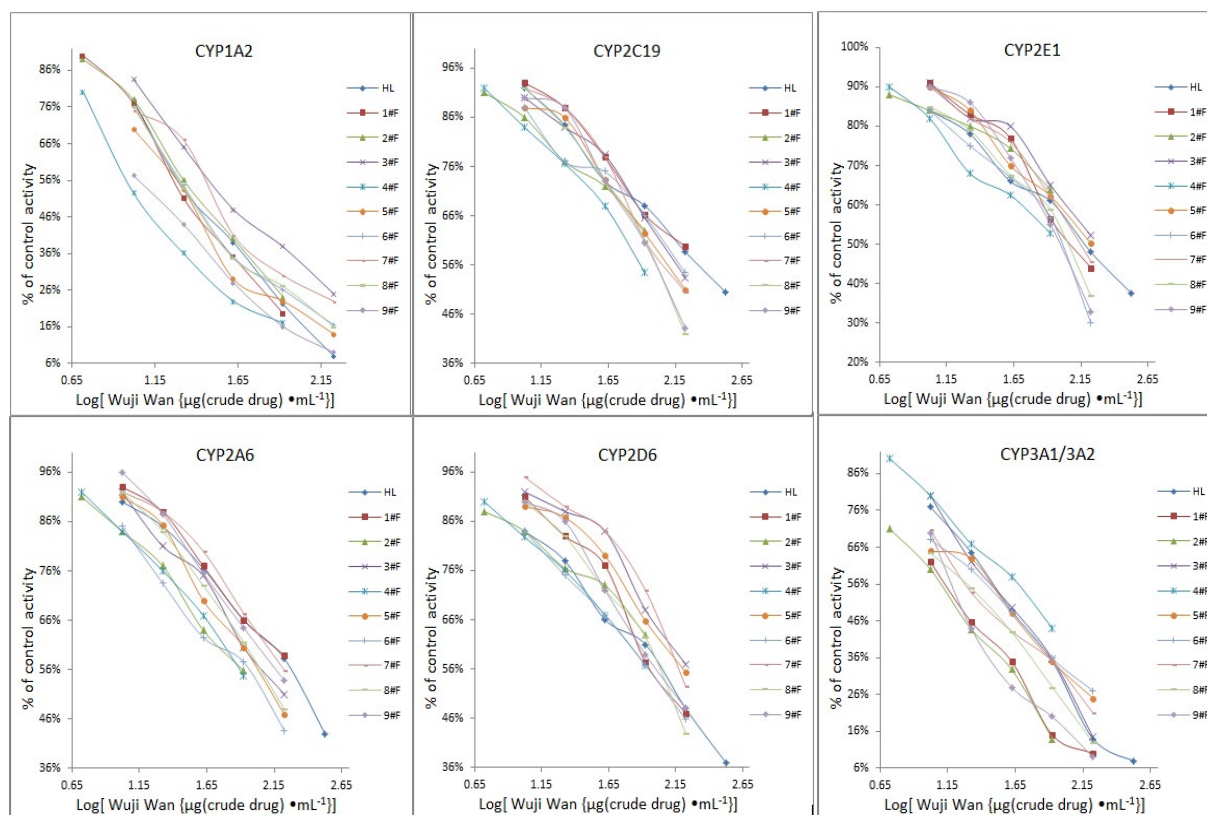 CYP1A2
% of control activity
86%
76%
66%
56%
46%
36%
26%
16%
6%
0.65 1.15 1.65 2.15
Log[ Wuji Wan {μg(crude drug) •mL⁻¹}]
HL
1#F
2#F
3#F
4#F
5#F
6#F
7#F
8#F
9#F
CYP2C19
% of control activity
96%
86%
76%
66%
56%
46%
36%
0.65 1.15 1.65 2.15 2.65
Log[ Wuji Wan {μg(crude drug) •mL⁻¹}]
HL
1#F
2#F
3#F
4#F
5#F
6#F
7#F
8#F
9#F
CYP2E1
% of control activity
100%
90%
80%
70%
60%
50%
40%
30%
20%
0.65 1.15 1.65 2.15 2.65
Log[ Wuji Wan {μg(crude drug) •mL⁻¹}]
HL
1#F
2#F
3#F
4#F
5#F
6#F
7#F
8#F
9#F
CYP2A6
% of control activity
96%
86%
76%
66%
56%
46%
36%
0.65 1.15 1.65 2.15 2.65
Log[ Wuji Wan {μg(crude drug) •mL⁻¹}]
HL
1#F
2#F
3#F
4#F
5#F
6#F
7#F
8#F
9#F
CYP2D6
% of control activity
96%
86%
76%
66%
56%
46%
36%
0.65 1.15 1.65 2.15 2.65
Log[ Wuji Wan {μg(crude drug) •mL⁻¹}]
HL
1#F
2#F
3#F
4#F
5#F
6#F
7#F
8#F
9#F
CYP3A1/3A2
% of control activity
86%
76%
66%
56%
46%
36%
26%
16%
6%
0.65 1.15 1.65 2.15 2.65
Log[ Wuji Wan {μg(crude drug) •mL⁻¹}]
HL
1#F
2#F
3#F
4#F
5#F
6#F
7#F
8#F
9#F